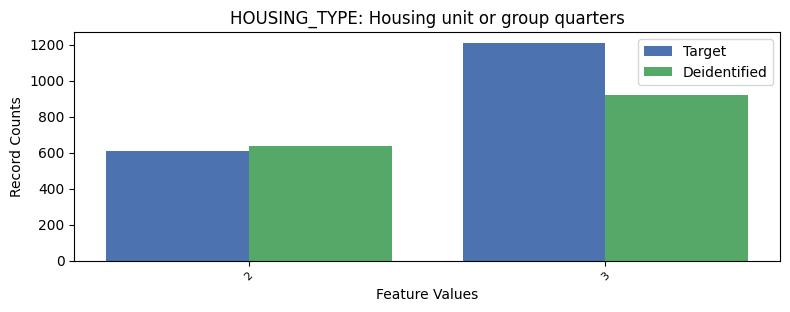 HOUSING_TYPE: Housing unit or group quarters
Target
Deidentified
Record Counts
1200
1000
800
600
400
200
0
2
3
Feature Values